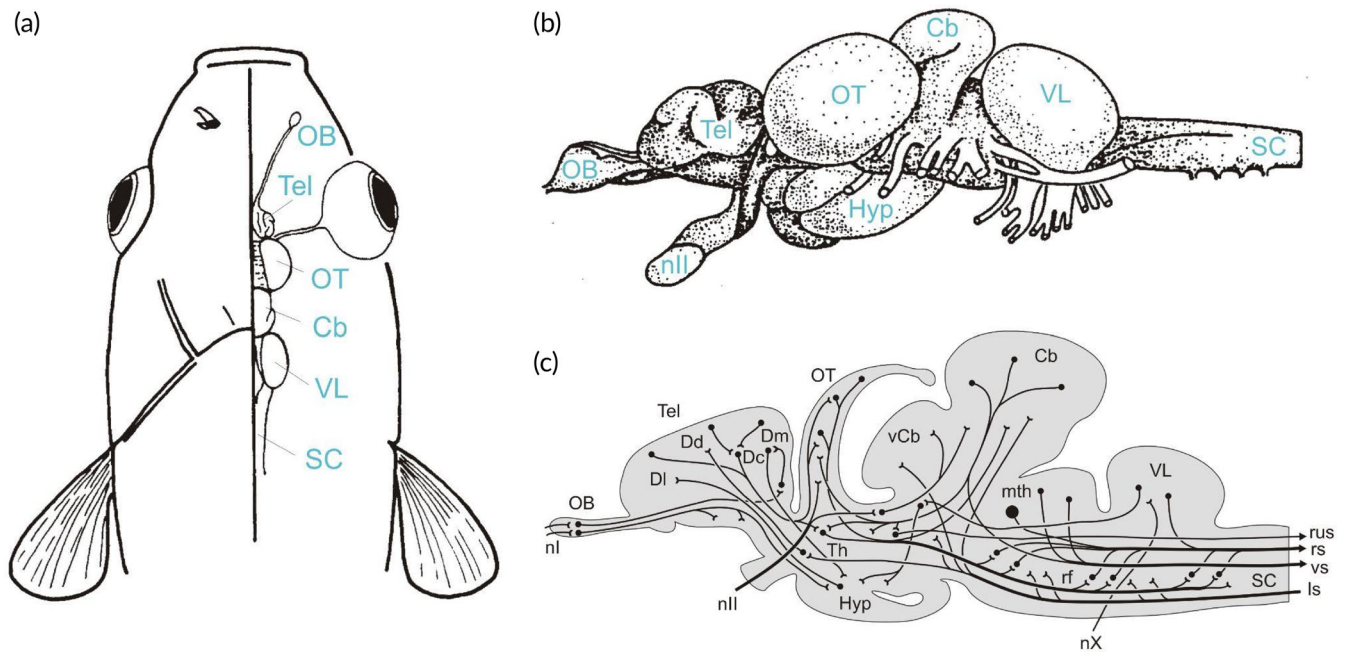 (a)
OB
Tel
OT
Cb
VL
SC
(b)
Cb
OT
VL
Tel
SC
OB
Hyp
nII
(c)
Cb
OT
Tel
Dd
Dm
vCb
Dc
VL
Dl
mth
OB
nI
Th
rus
rs
vs
rf
SC
ls
nII
Hyp
nX